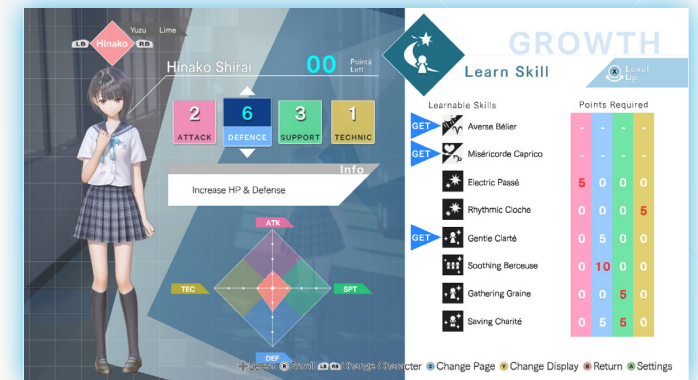 Yuzu Lime
LB Hinako RB
Hinako Shirai
00 Points Left
2 ATTACK
6 DEFENCE
3 SUPPORT
1 TECHNIC
Info
Increase HP & Defense
ATK
TEC
SPT
DEF
GROWTH
Learn Skill
X Level Up
Learnable Skills Points Required
GET Averse Bélier - - - -
GET Miséricorde Caprico - - - -
Electric Passé 5 0 0 0
Rhythmic Cloche 0 0 0 5
GET Gentle Clarté 0 5 0 0
Soothing Berceuse 0 10 0 0
Gathering Graine 0 0 5 0
Saving Charité 0 5 5 0
Select R Scroll LB RB Change Character X Change Page Y Change Display B Return A Settings